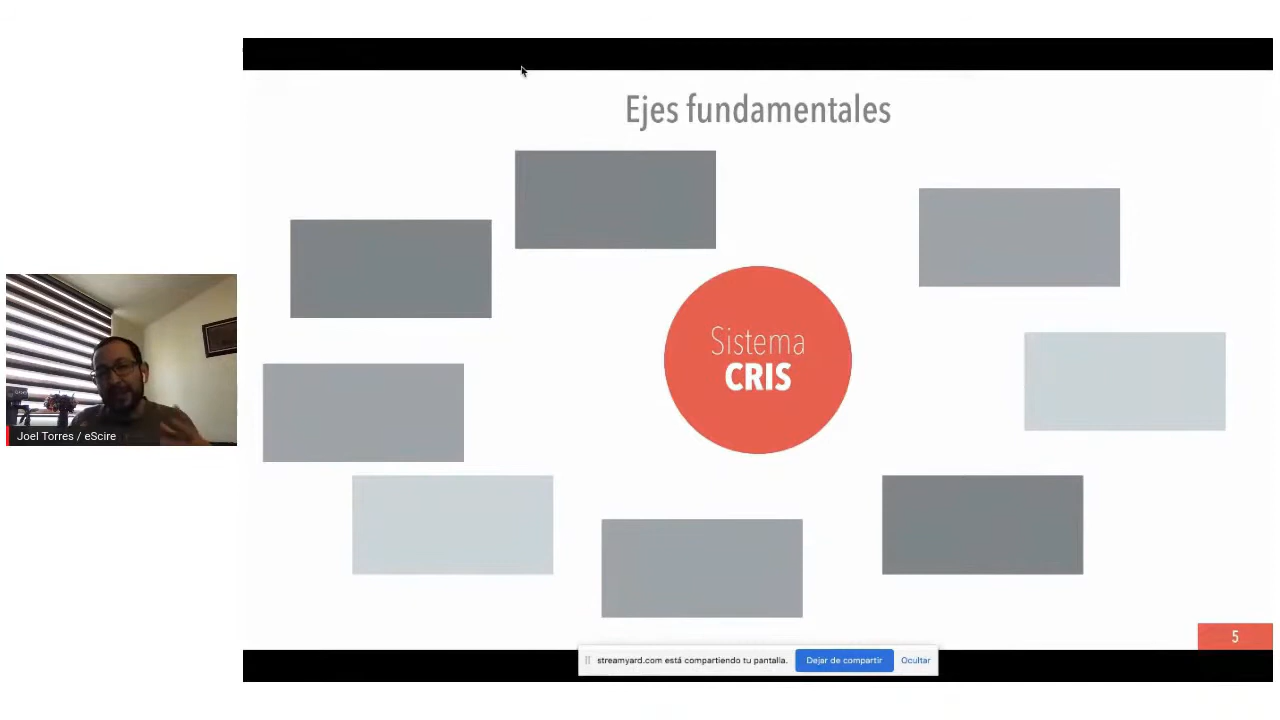 Ejes fundamentales
Sistema
CRIS
Joel Torres / eScire
5
streamyard.com está compartiendo tu pantalla.
Dejar de compartir
Ocultar